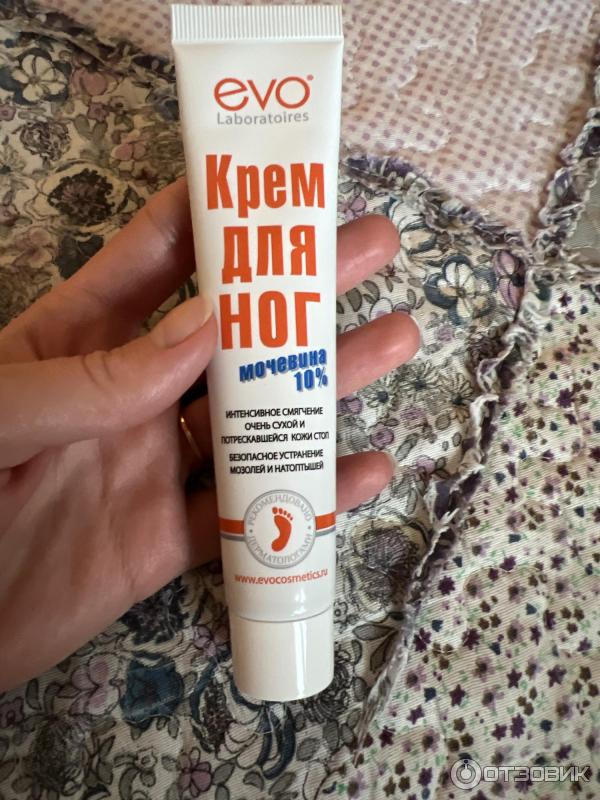 evo®
Laboratoires
Крем
для
ног
мочевина
10%
ИНТЕНСИВНОЕ СМЯГЧЕНИЕ
ОЧЕНЬ СУХОЙ И
ПОТРЕСКАВШЕЙСЯ КОЖИ СТОП
БЕЗОПАСНОЕ УСТРАНЕНИЕ
МОЗОЛЕЙ И НАТОПТЫШЕЙ
РЕКОМЕНДОВАНО
ДЕРМАТОЛОГАМИ
www.evocosmetics.ru
ОТЗОВИК